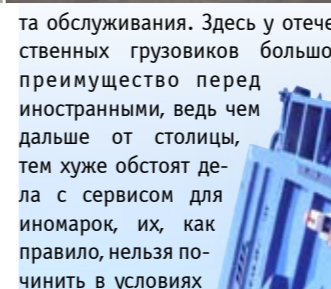 та обслуживания. Здесь у отече
ственных грузовиков большо
преимущество перед
иностранными, ведь чем
дальше от столицы,
тем хуже обстоят де-
ла с сервисом для
иномарок, их, как
правило, нельзя по-
чинить в условиях